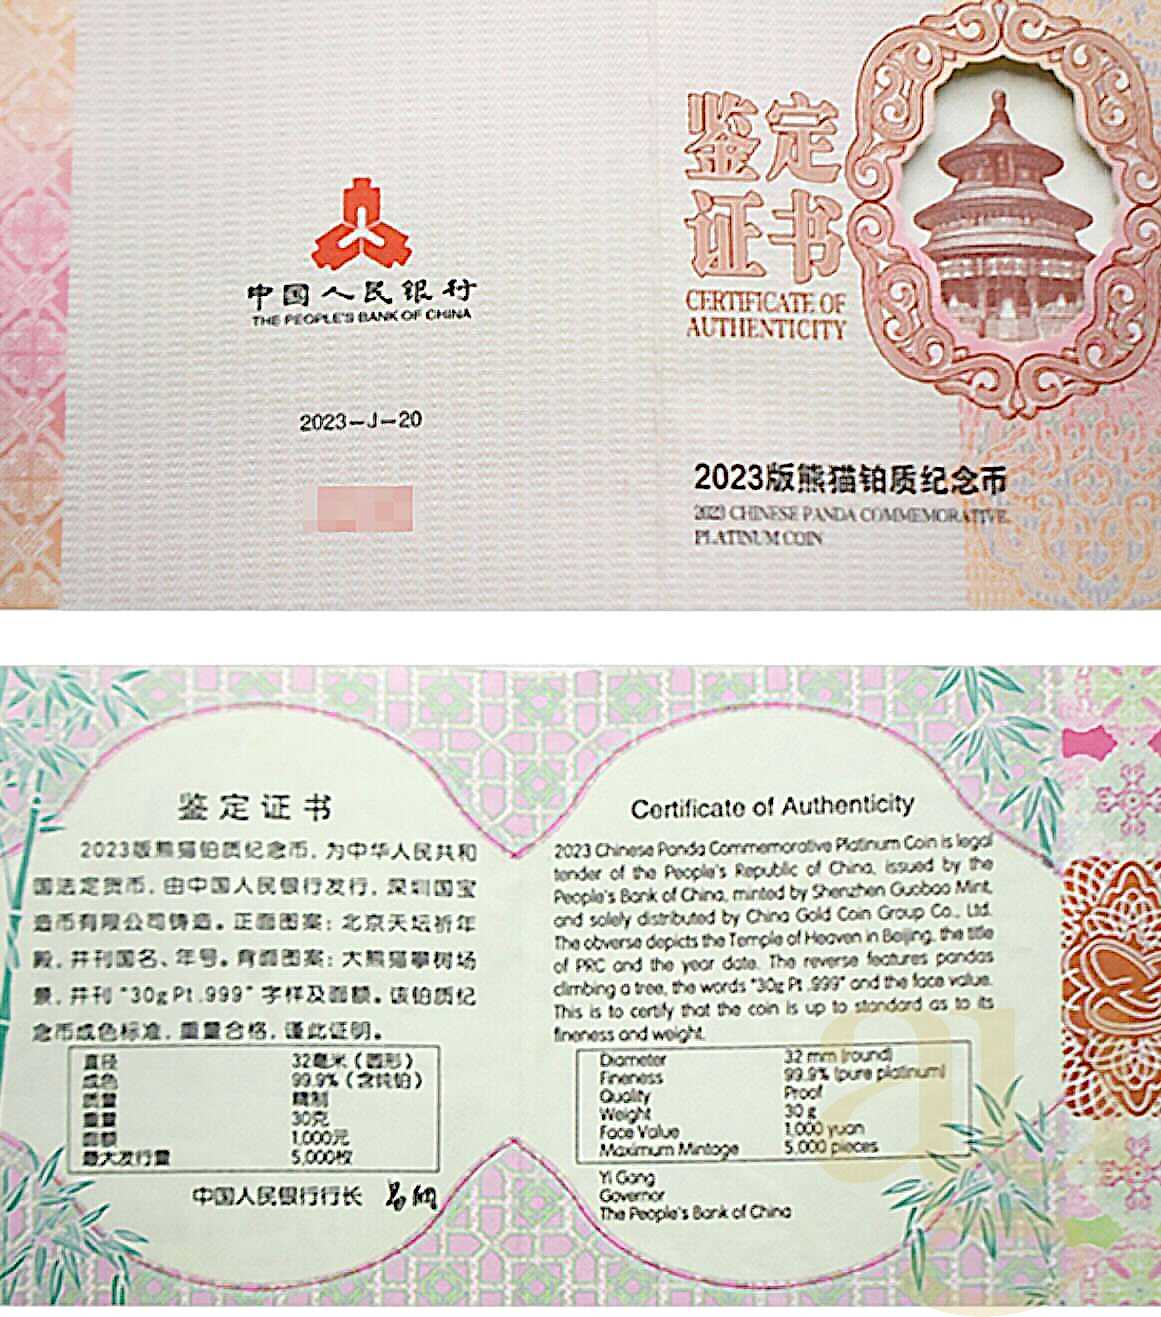 鉴定
证书
CERTIFICATE OF
AUTHENTICITY
中国人民银行
THE PEOPLE'S BANK OF CHINA
2023-J-20
2023版熊猫铂质纪念币
2023 CHINESE PANDA COMMEMORATIVE
PLATINUM COIN
鉴定证书
2023版熊猫铂质纪念币，为中华人民共和
国法定货币，由中国人民银行发行，深圳国宝
造币有限公司铸造。正面图案：北京天坛祈年
殿，并刊国名、年号。背面图案：大熊猫攀树场
景，并刊"30g Pt .999"字样及面额。该铂质纪
念币成色标准，重量合格，谨此证明。
直径 32毫米（圆形）
成色 99.9%（含纯铂）
质量 精制
重量 30克
面额 1,000元
最大发行量 5,000枚
中国人民银行行长 易纲
Certificate of Authenticity
2023 Chinese Panda Commemorative Platinum Coin is legal
tender of the People's Republic of China, issued by the
People's Bank of China, minted by Shenzhen Guobao Mint,
and solely distributed by China Gold Coin Group Co., Ltd.
The obverse depicts the Temple of Heaven in Beijing, the title
of PRC and the year date. The reverse features pandas
climbing a tree, the words "30g Pt .999" and the face value.
This is to certify that the coin is up to standard as to its
fineness and weight.
Diameter 32 mm (round)
Fineness 99.9% (pure platinum)
Quality Proof
Weight 30 g
Face Value 1,000 yuan
Maximum Mintage 5,000 pieces
Yi Gang
Governor
The People's Bank of China